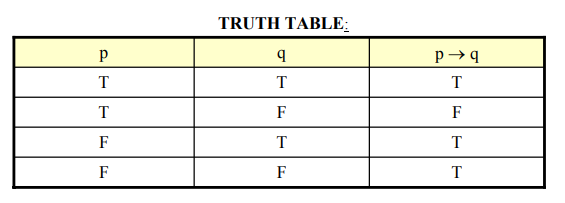 TRUTH TABLE:
p q p → q
T T T
T F F
F T T
F F T